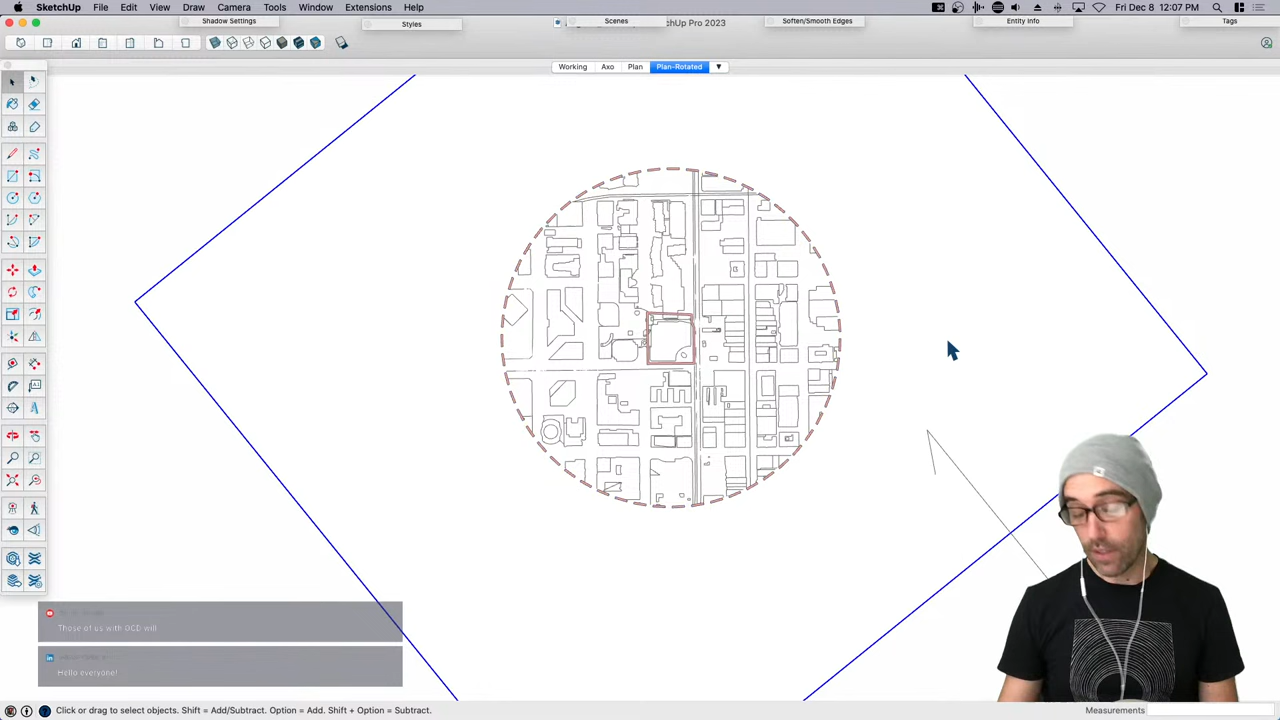 SketchUp File Edit View Draw Camera Tools Window Extensions Help
Fri Dec 8 12:07 PM
Shadow Settings
Styles
Scenes
SketchUp Pro 2023
Soften/Smooth Edges
Entity Info
Tags
Working Axo Plan Plan-Rotated
Those of us with OCD will
Hello everyone!
Click or drag to select objects. Shift = Add/Subtract. Option = Add. Shift + Option = Subtract.
Measurements